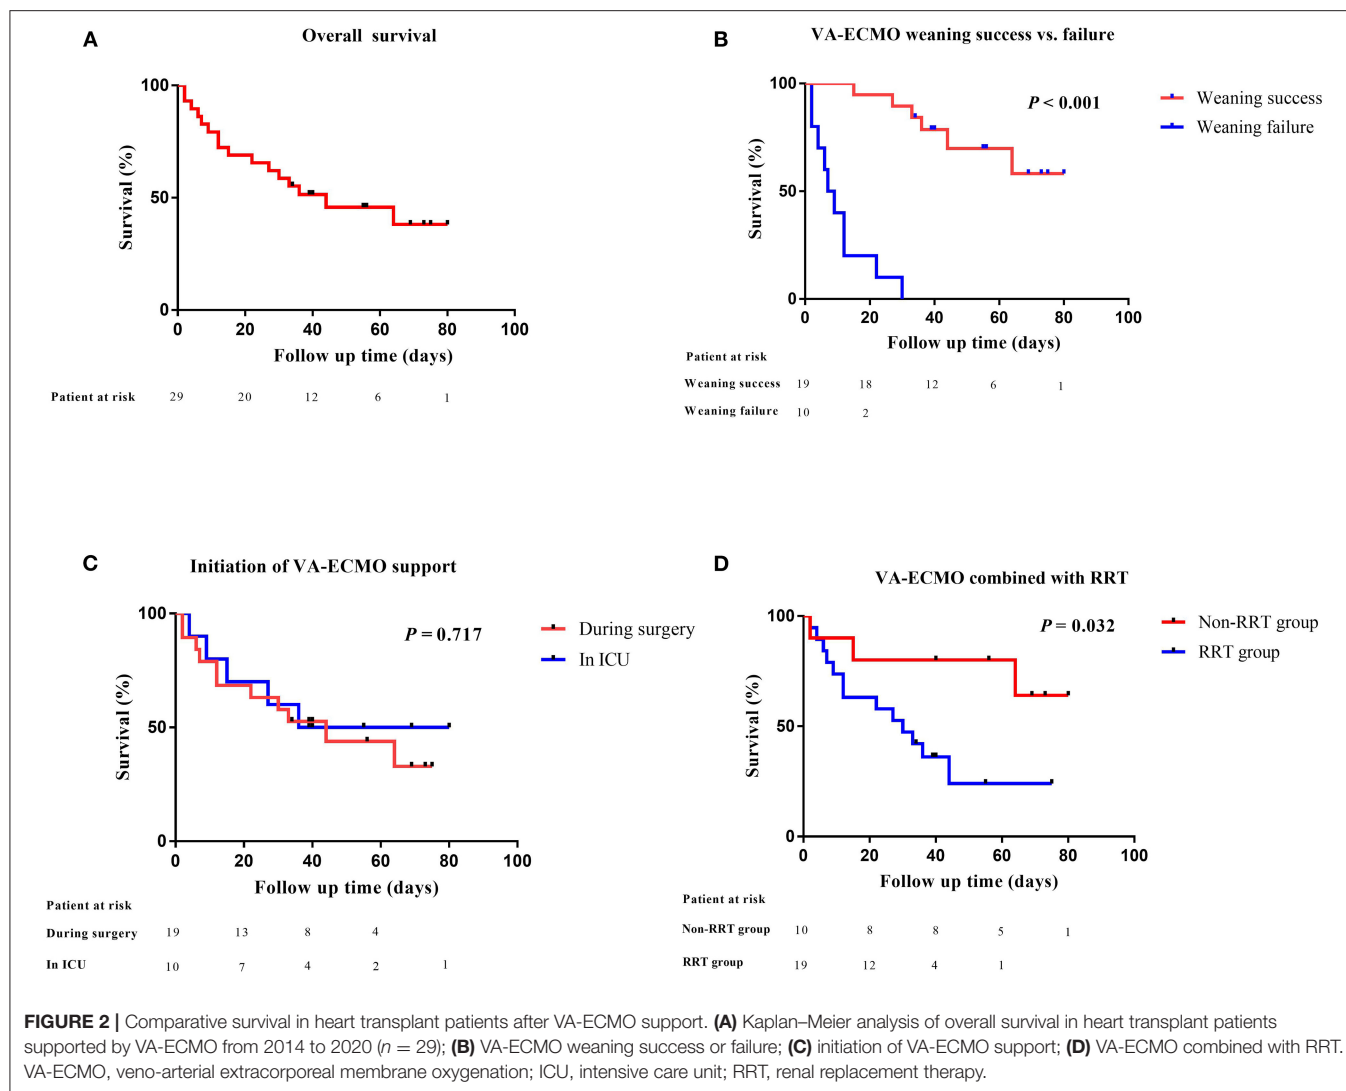 A
Overall survival
100
50
0
Survival (%)
0 20 40 60 80 100
Follow up time (days)
Patient at risk 29 20 12 6 1
B
VA-ECMO weaning success vs. failure
100
50
0
Survival (%)
P < 0.001
Weaning success
Weaning failure
0 20 40 60 80 100
Follow up time (days)
Patient at risk
Weaning success 19 18 12 6 1
Weaning failure 10 2
C
Initiation of VA-ECMO support
100
50
0
Survival (%)
P = 0.717
During surgery
In ICU
0 20 40 60 80 100
Follow up time (days)
Patient at risk
During surgery 19 13 8 4
In ICU 10 7 4 2 1
D
VA-ECMO combined with RRT
100
50
0
Survival (%)
P = 0.032
Non-RRT group
RRT group
0 20 40 60 80 100
Follow up time (days)
Patient at risk
Non-RRT group 10 8 8 5 1
RRT group 19 12 4 1
FIGURE 2 | Comparative survival in heart transplant patients after VA-ECMO support. (A) Kaplan–Meier analysis of overall survival in heart transplant patients
supported by VA-ECMO from 2014 to 2020 (n = 29); (B) VA-ECMO weaning success or failure; (C) initiation of VA-ECMO support; (D) VA-ECMO combined with RRT.
VA-ECMO, veno-arterial extracorporeal membrane oxygenation; ICU, intensive care unit; RRT, renal replacement therapy.